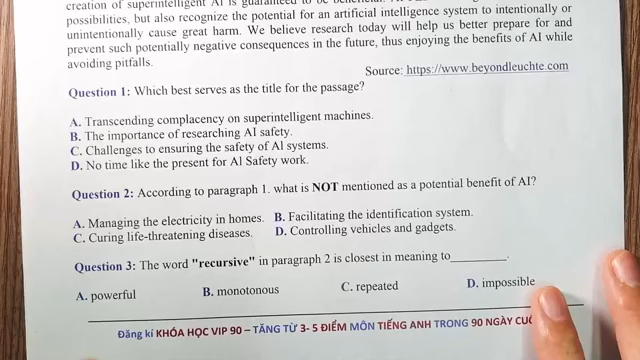 creation of superintelligent AI is guaranteed to be
possibilities, but also recognize the potential for an artificial intelligence system to intentionally or
unintentionally cause great harm. We believe research today will help us better prepare for and
prevent such potentially negative consequences in the future, thus enjoying the benefits of AI while
avoiding pitfalls.
Source: https://www.beyondleuchte.com
Question 1: Which best serves as the title for the passage?
A. Transcending complacency on superintelligent machines.
B. The importance of researching AI safety.
C. Challenges to ensuring the safety of AI systems.
D. No time like the present for AI Safety work.
Question 2: According to paragraph 1. what is NOT mentioned as a potential benefit of AI?
A. Managing the electricity in homes. B. Facilitating the identification system.
C. Curing life-threatening diseases. D. Controlling vehicles and gadgets.
Question 3: The word "recursive" in paragraph 2 is closest in meaning to_________.
A. powerful B. monotonous C. repeated D. impossible
Đăng kí KHÓA HỌC VIP 90 – TĂNG TỪ 3- 5 ĐIỂM MÔN TIẾNG ANH TRONG 90 NGÀY